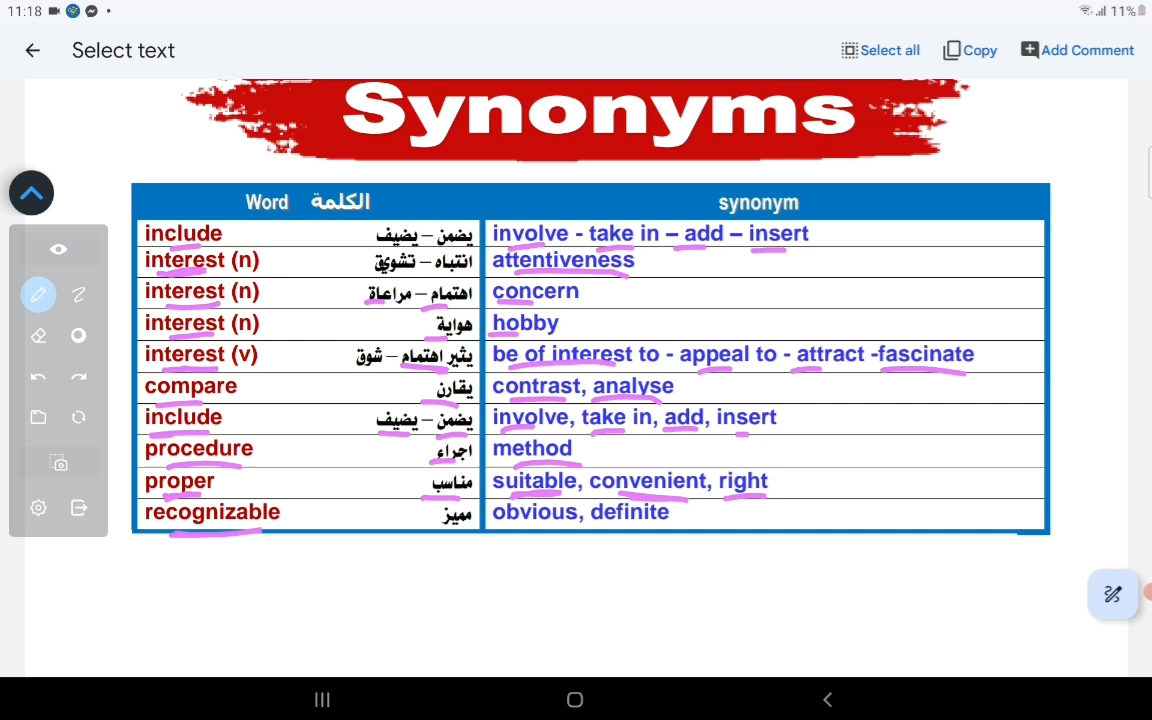 11:18 11%
Select text Select all Copy Add Comment
Synonyms
Word الكلمة synonym
include يضمن – يضيف involve - take in – add – insert
interest (n) انتباه – تشويق attentiveness
interest (n) اهتمام – مراعاة concern
interest (n) هواية hobby
interest (v) يثير اهتمام – شوق be of interest to - appeal to - attract -fascinate
compare يقارن contrast, analyse
include يضمن – يضيف involve, take in, add, insert
procedure اجراء method
proper مناسب suitable, convenient, right
recognizable مميز obvious, definite